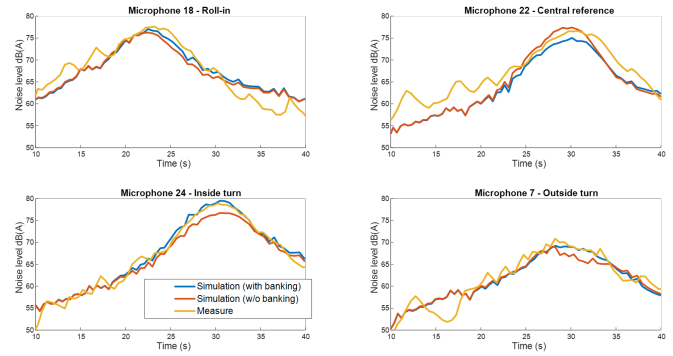 Microphone 18 - Roll-in
Noise level dB(A)
80
75
70
65
60
55
50
10 15 20 25 30 35 40
Time (s)
Microphone 22 - Central reference
Noise level dB(A)
80
75
70
65
60
55
50
10 15 20 25 30 35 40
Time (s)
Microphone 24 - Inside turn
Noise level dB(A)
80
75
70
65
60
55
50
10 15 20 25 30 35 40
Time (s)
Simulation (with banking)
Simulation (w/o banking)
Measure
Microphone 7 - Outside turn
Noise level dB(A)
80
75
70
65
60
55
50
10 15 20 25 30 35 40
Time (s)